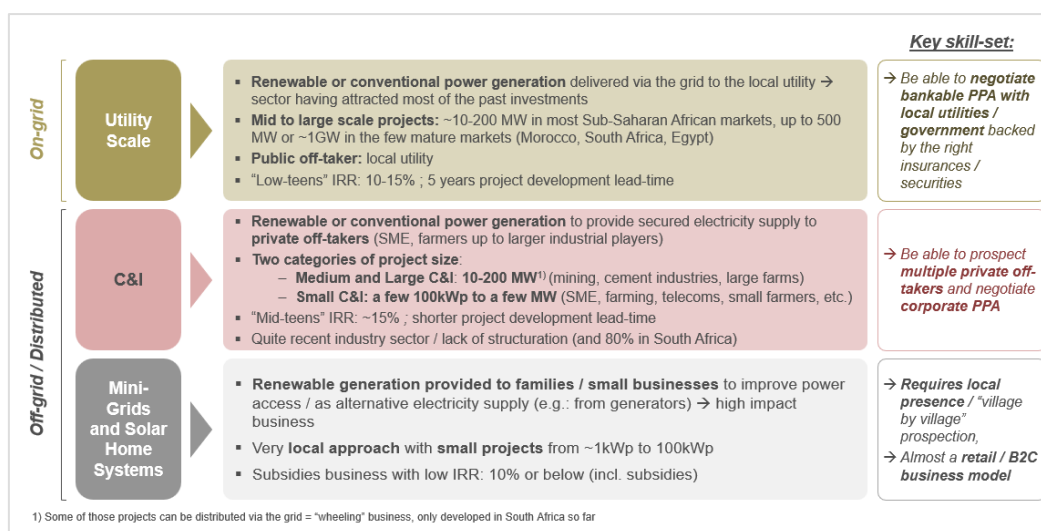 Key skill-set:
On-grid
Utility
Scale
▪ Renewable or conventional power generation delivered via the grid to the local utility →
sector having attracted most of the past investments
▪ Mid to large scale projects: ~10-200 MW in most Sub-Saharan African markets, up to 500
MW or ~1GW in the few mature markets (Morocco, South Africa, Egypt)
▪ Public off-taker: local utility
▪ “Low-teens” IRR: 10-15% ; 5 years project development lead-time
→ Be able to negotiate
bankable PPA with
local utilities /
government backed
by the right
insurances /
securities
Off-grid / Distributed
C&I
▪ Renewable or conventional power generation to provide secured electricity supply to
private off-takers (SME, farmers up to larger industrial players)
▪ Two categories of project size:
– Medium and Large C&I: 10-200 MW1) (mining, cement industries, large farms)
– Small C&I: a few 100kWp to a few MW (SME, farming, telecoms, small farmers, etc.)
▪ “Mid-teens” IRR: ~15% ; shorter project development lead-time
▪ Quite recent industry sector / lack of structuration (and 80% in South Africa)
→ Be able to prospect
multiple private off-
takers and negotiate
corporate PPA
Mini-
Grids
and Solar
Home
Systems
▪ Renewable generation provided to families / small businesses to improve power
access / as alternative electricity supply (e.g.: from generators) → high impact
business
▪ Very local approach with small projects from ~1kWp to 100kWp
▪ Subsidies business with low IRR: 10% or below (incl. subsidies)
→ Requires local
presence / “village
by village”
prospection,
→ Almost a retail / B2C
business model
1) Some of those projects can be distributed via the grid = “wheeling” business, only developed in South Africa so far